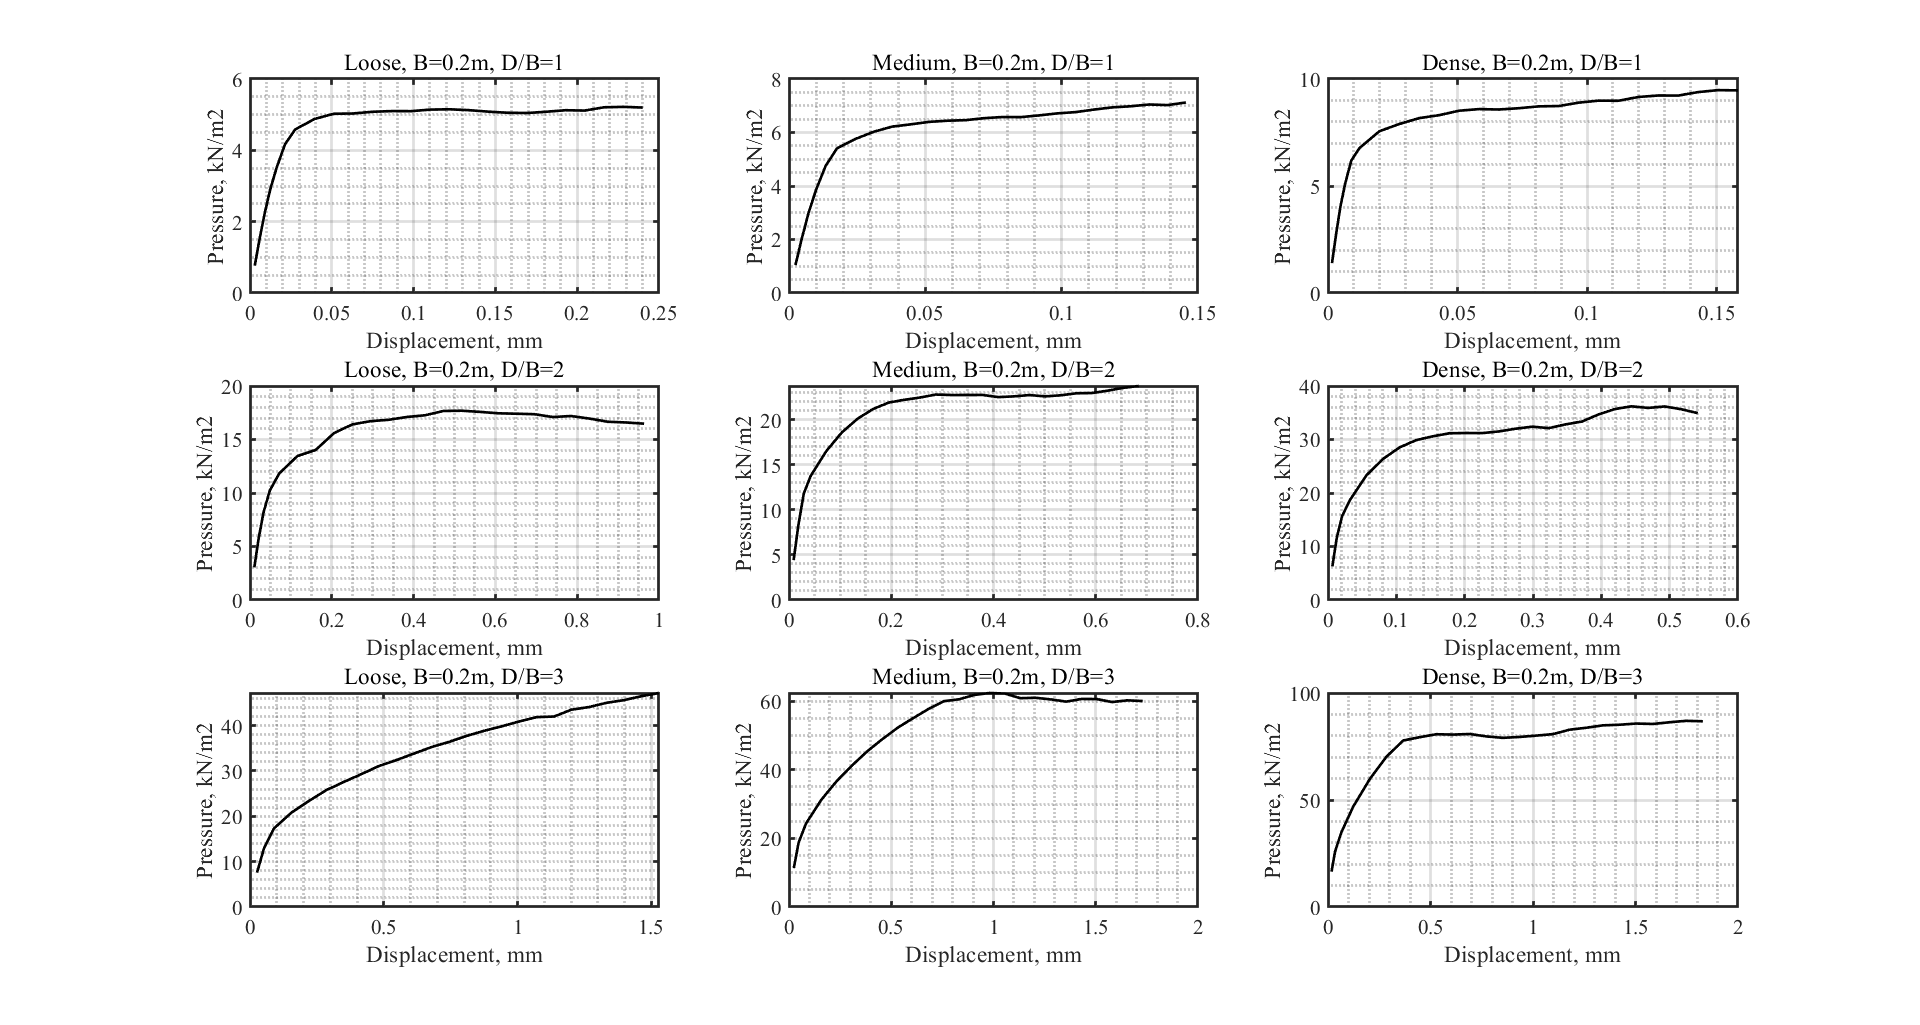 Loose, B=0.2m, D/B=1
Pressure, kN/m2
6
4
2
0
0 0.05 0.1 0.15 0.2 0.25
Displacement, mm
Medium, B=0.2m, D/B=1
Pressure, kN/m2
8
6
4
2
0
0 0.05 0.1 0.15
Displacement, mm
Dense, B=0.2m, D/B=1
Pressure, kN/m2
10
5
0
0 0.05 0.1 0.15
Displacement, mm
Loose, B=0.2m, D/B=2
Pressure, kN/m2
20
15
10
5
0
0 0.2 0.4 0.6 0.8 1
Displacement, mm
Medium, B=0.2m, D/B=2
Pressure, kN/m2
20
15
10
5
0
0 0.2 0.4 0.6 0.8
Displacement, mm
Dense, B=0.2m, D/B=2
Pressure, kN/m2
40
30
20
10
0
0 0.1 0.2 0.3 0.4 0.5 0.6
Displacement, mm
Loose, B=0.2m, D/B=3
Pressure, kN/m2
40
30
20
10
0
0 0.5 1 1.5
Displacement, mm
Medium, B=0.2m, D/B=3
Pressure, kN/m2
60
40
20
0
0 0.5 1 1.5 2
Displacement, mm
Dense, B=0.2m, D/B=3
Pressure, kN/m2
100
50
0
0 0.5 1 1.5 2
Displacement, mm